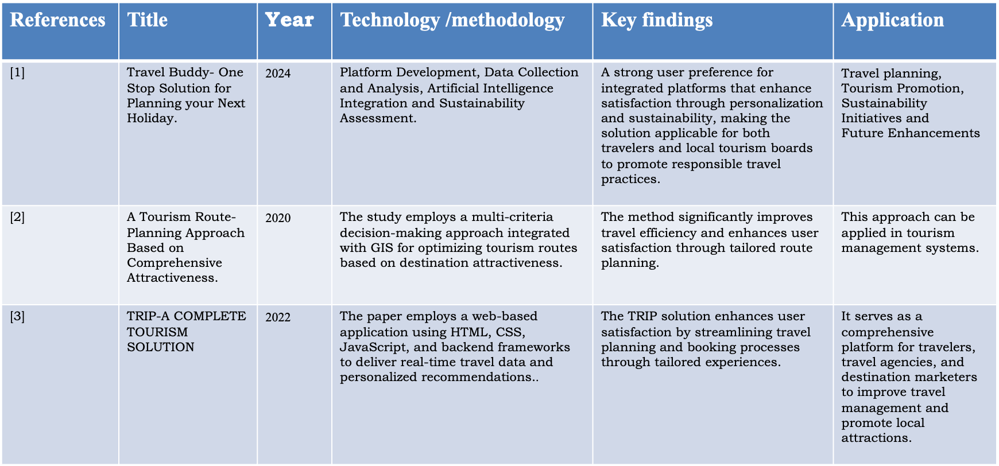 References Title Year Technology /methodology Key findings Application
[1]
Travel Buddy- One
Stop Solution for
Planning your Next
Holiday.
2024
Platform Development, Data Collection
and Analysis, Artificial Intelligence
Integration and Sustainability
Assessment.
A strong user preference for
integrated platforms that enhance
satisfaction through personalization
and sustainability, making the
solution applicable for both
travelers and local tourism boards
to promote responsible travel
practices.
Travel planning,
Tourism Promotion,
Sustainability
Initiatives and
Future Enhancements
[2]
A Tourism Route-
Planning Approach
Based on
Comprehensive
Attractiveness.
2020
The study employs a multi-criteria
decision-making approach integrated
with GIS for optimizing tourism routes
based on destination attractiveness.
The method significantly improves
travel efficiency and enhances user
satisfaction through tailored route
planning.
This approach can be
applied in tourism
management systems.
[3]
TRIP-A COMPLETE
TOURISM
SOLUTION
2022
The paper employs a web-based
application using HTML, CSS,
JavaScript, and backend frameworks
to deliver real-time travel data and
personalized recommendations..
The TRIP solution enhances user
satisfaction by streamlining travel
planning and booking processes
through tailored experiences.
It serves as a
comprehensive
platform for travelers,
travel agencies, and
destination marketers
to improve travel
management and
promote local
attractions.